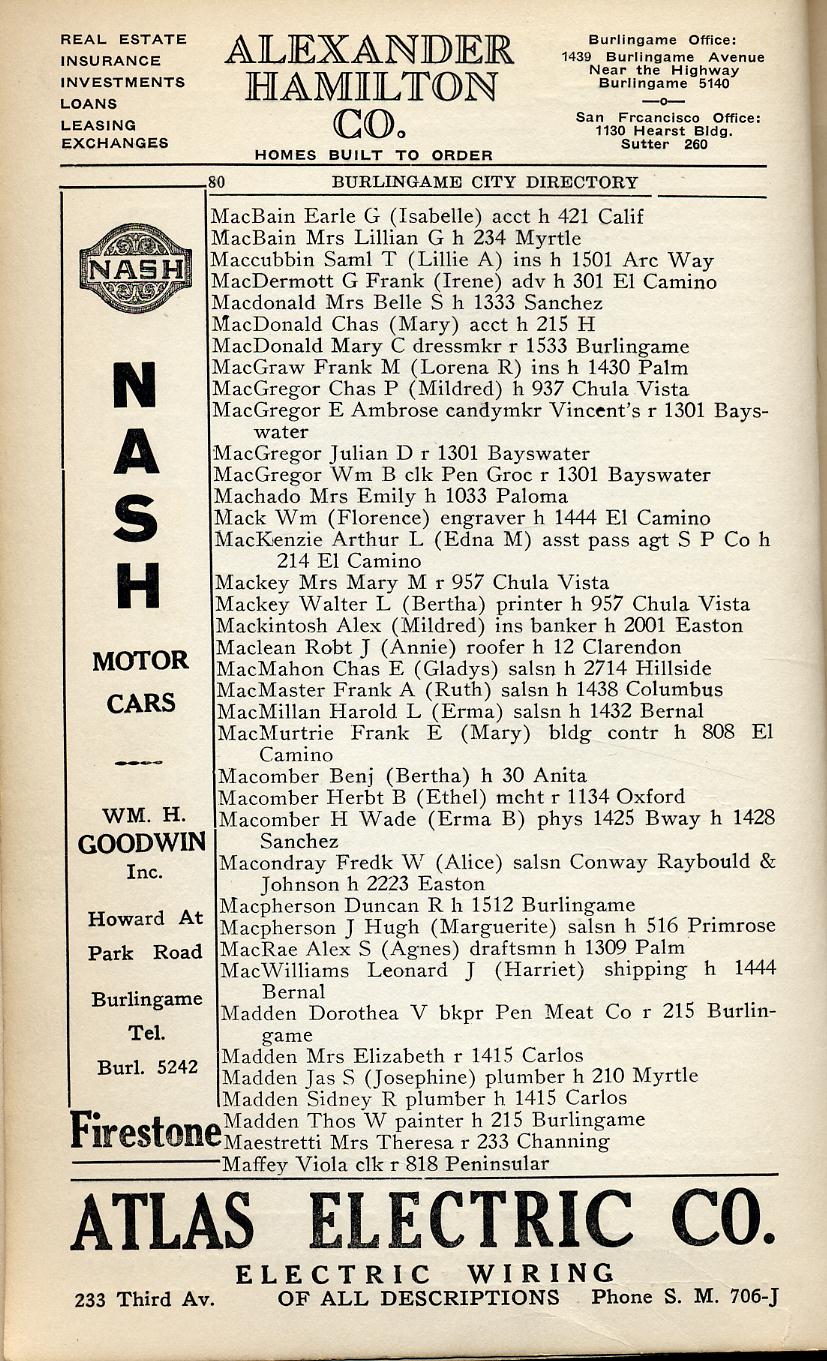 REAL ESTATE
INSURANCE
INVESTMENTS
LOANS
LEASING
EXCHANGES
ALEXANDER
HAMILTON
CO.
HOMES BUILT TO ORDER
Burlingame Office:
1439 Burlingame Avenue
Near the Highway
Burlingame 5140
—o—
San Frcancisco Office:
1130 Hearst Bldg.
Sutter 260
80 BURLINGAME CITY DIRECTORY
NASH
N
A
S
H
MOTOR
CARS
WM. H.
GOODWIN
Inc.
Howard At
Park Road
Burlingame
Tel.
Burl. 5242
Firestone
MacBain Earle G (Isabelle) acct h 421 Calif
MacBain Mrs Lillian G h 234 Myrtle
Maccubbin Saml T (Lillie A) ins h 1501 Arc Way
MacDermott G Frank (Irene) adv h 301 El Camino
Macdonald Mrs Belle S h 1333 Sanchez
MacDonald Chas (Mary) acct h 215 H
MacDonald Mary C dressmkr r 1533 Burlingame
MacGraw Frank M (Lorena R) ins h 1430 Palm
MacGregor Chas P (Mildred) h 937 Chula Vista
MacGregor E Ambrose candymkr Vincent's r 1301 Bays-
water
MacGregor Julian D r 1301 Bayswater
MacGregor Wm B clk Pen Groc r 1301 Bayswater
Machado Mrs Emily h 1033 Paloma
Mack Wm (Florence) engraver h 1444 El Camino
MacKenzie Arthur L (Edna M) asst pass agt S P Co h
214 El Camino
Mackey Mrs Mary M r 957 Chula Vista
Mackey Walter L (Bertha) printer h 957 Chula Vista
Mackintosh Alex (Mildred) ins banker h 2001 Easton
Maclean Robt J (Annie) roofer h 12 Clarendon
MacMahon Chas E (Gladys) salsn h 2714 Hillside
MacMaster Frank A (Ruth) salsn h 1438 Columbus
MacMillan Harold L (Erma) salsn h 1432 Bernal
MacMurtrie Frank E (Mary) bldg contr h 808 El
Camino
Macomber Benj (Bertha) h 30 Anita
Macomber Herbt B (Ethel) mcht r 1134 Oxford
Macomber H Wade (Erma B) phys 1425 Bway h 1428
Sanchez
Macondray Fredk W (Alice) salsn Conway Raybould &
Johnson h 2223 Easton
Macpherson Duncan R h 1512 Burlingame
Macpherson J Hugh (Marguerite) salsn h 516 Primrose
MacRae Alex S (Agnes) draftsmn h 1309 Palm
MacWilliams Leonard J (Harriet) shipping h 1444
Bernal
Madden Dorothea V bkpr Pen Meat Co r 215 Burlin-
game
Madden Mrs Elizabeth r 1415 Carlos
Madden Jas S (Josephine) plumber h 210 Myrtle
Madden Sidney R plumber h 1415 Carlos
Madden Thos W painter h 215 Burlingame
Maestretti Mrs Theresa r 233 Channing
Maffey Viola clk r 818 Peninsular
ATLAS ELECTRIC CO.
ELECTRIC WIRING
233 Third Av. OF ALL DESCRIPTIONS Phone S. M. 706-J